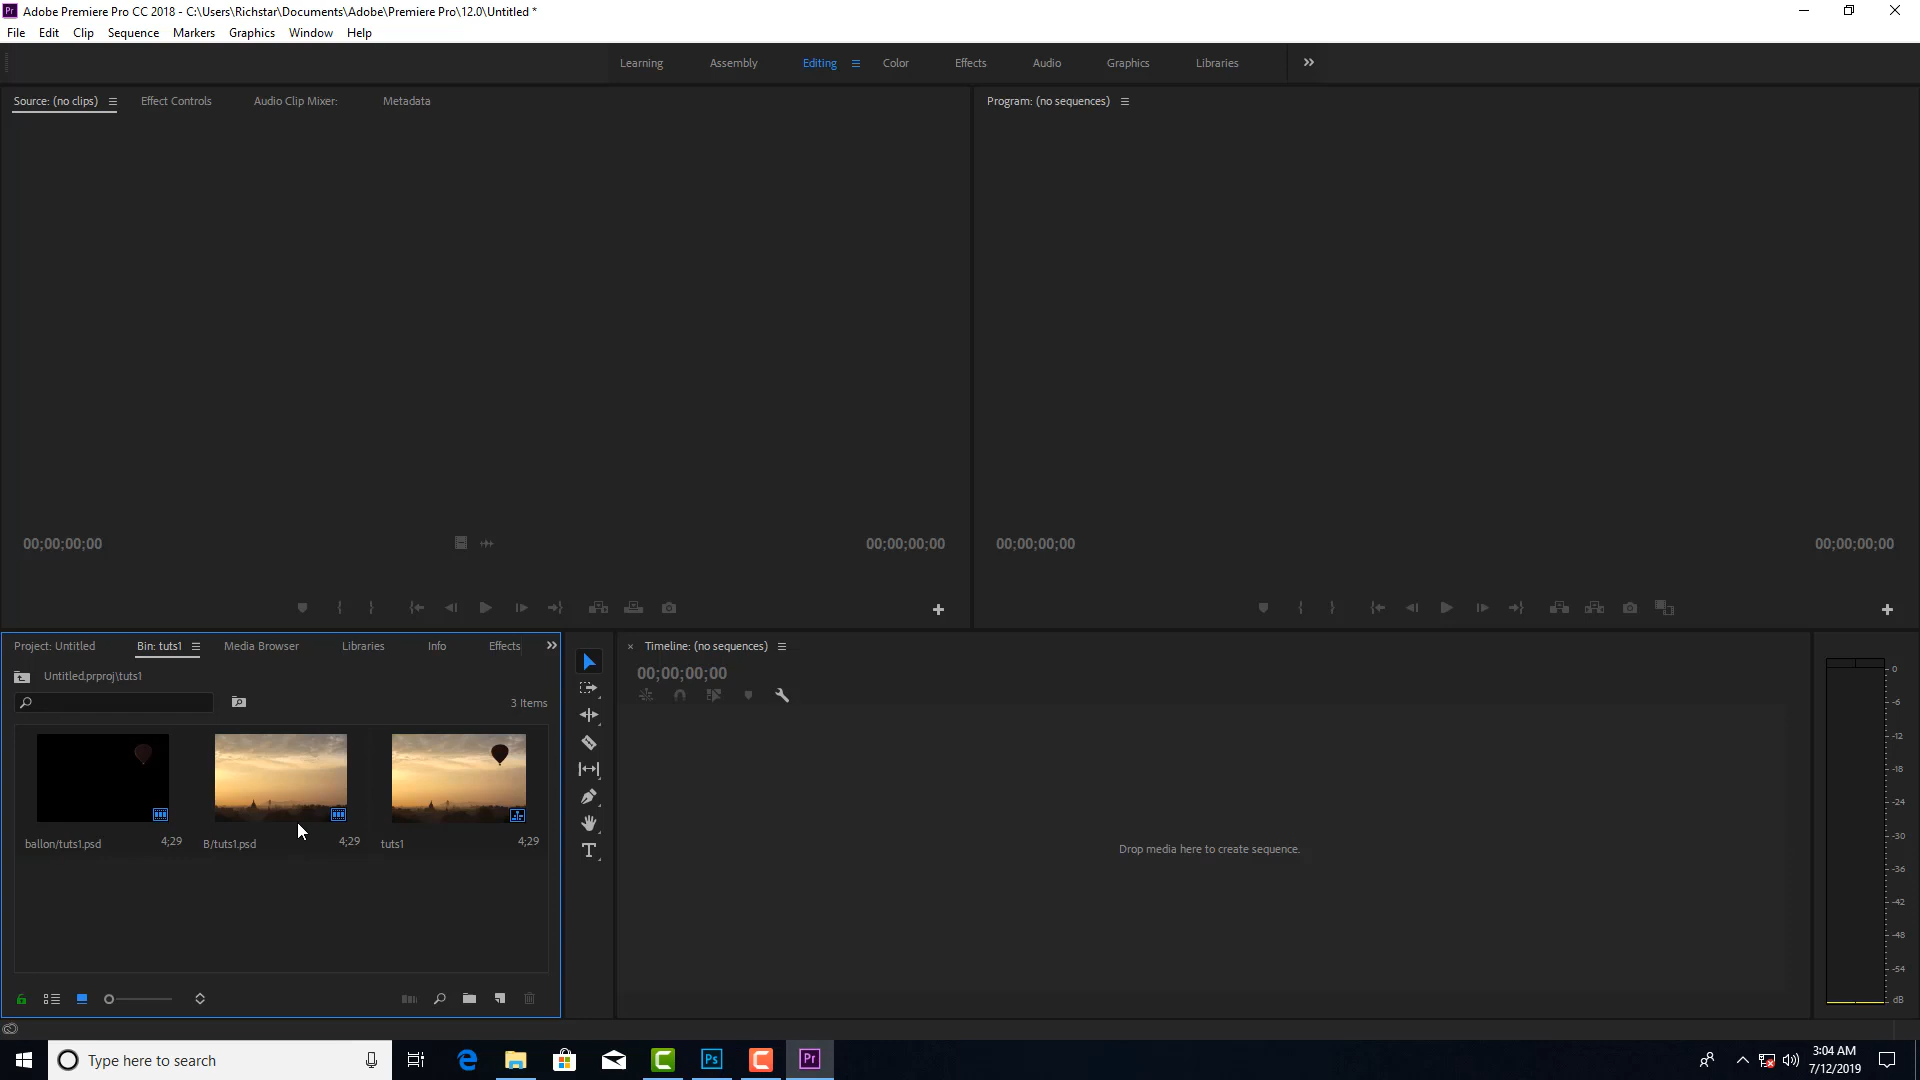 Pr Adobe Premiere Pro CC 2018 - C:\Users\Richstar\Documents\Adobe\Premiere Pro\12.0\Untitled *
File Edit Clip Sequence Markers Graphics Window Help
Learning Assembly Editing Color Effects Audio Graphics Libraries
Source: (no clips) Effect Controls Audio Clip Mixer: Metadata
Program: (no sequences)
00;00;00;00 00;00;00;00 00;00;00;00 00;00;00;00
Project: Untitled Bin: tuts1 Media Browser Libraries Info Effects
Timeline: (no sequences)
Untitled.prproj\tuts1
00;00;00;00
3 Items
ballon/tuts1.psd 4;29 B/tuts1.psd 4;29 tuts1 4;29
Drop media here to create sequence.
0
-6
-12
-18
-24
-30
-36
-42
-48
-54
dB
Type here to search
Ps
Pr
3:04 AM
7/12/2019